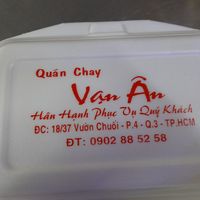 Quán Chay
Vạn Ân
Hân Hạnh Phục Vụ Quý Khách
ĐC: 18/37 Vườn Chuối - P.4 - Q.3 - TP.HCM
ĐT: 0902 88 52 58